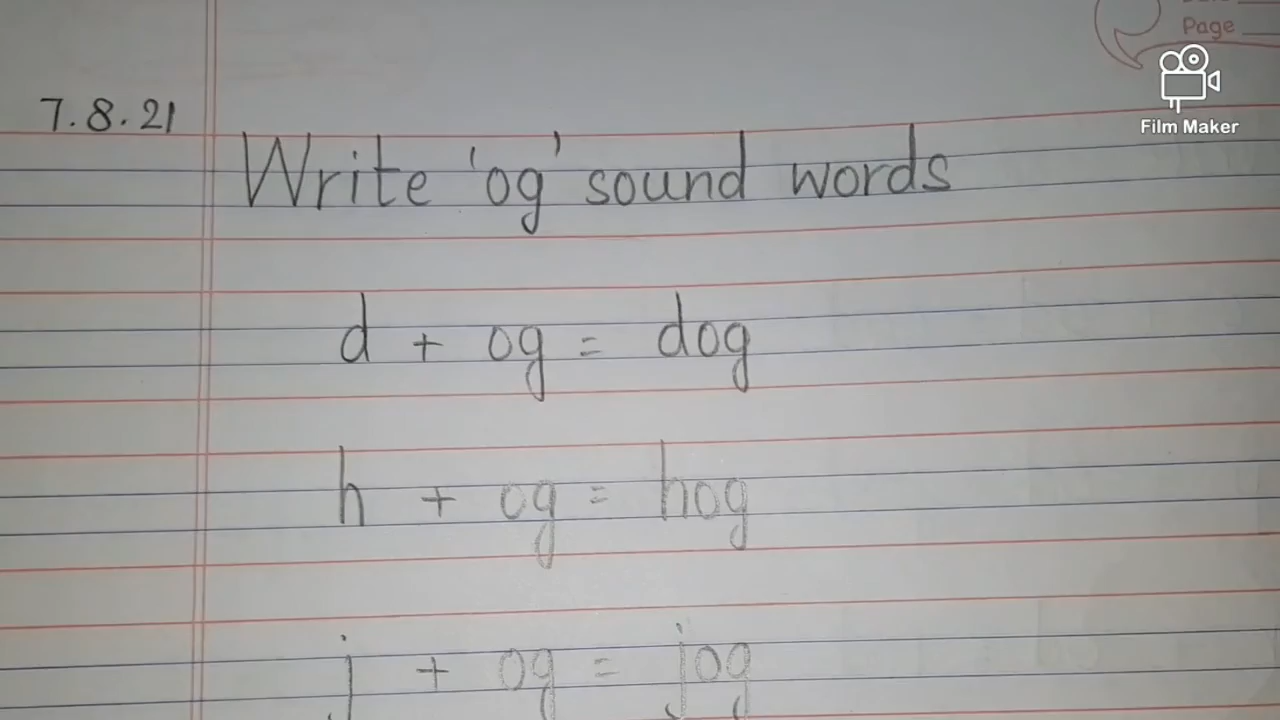 Page
Film Maker
7.8.21
Write 'og' sound words
d + og = dog
h + og = hog
j + og = jog